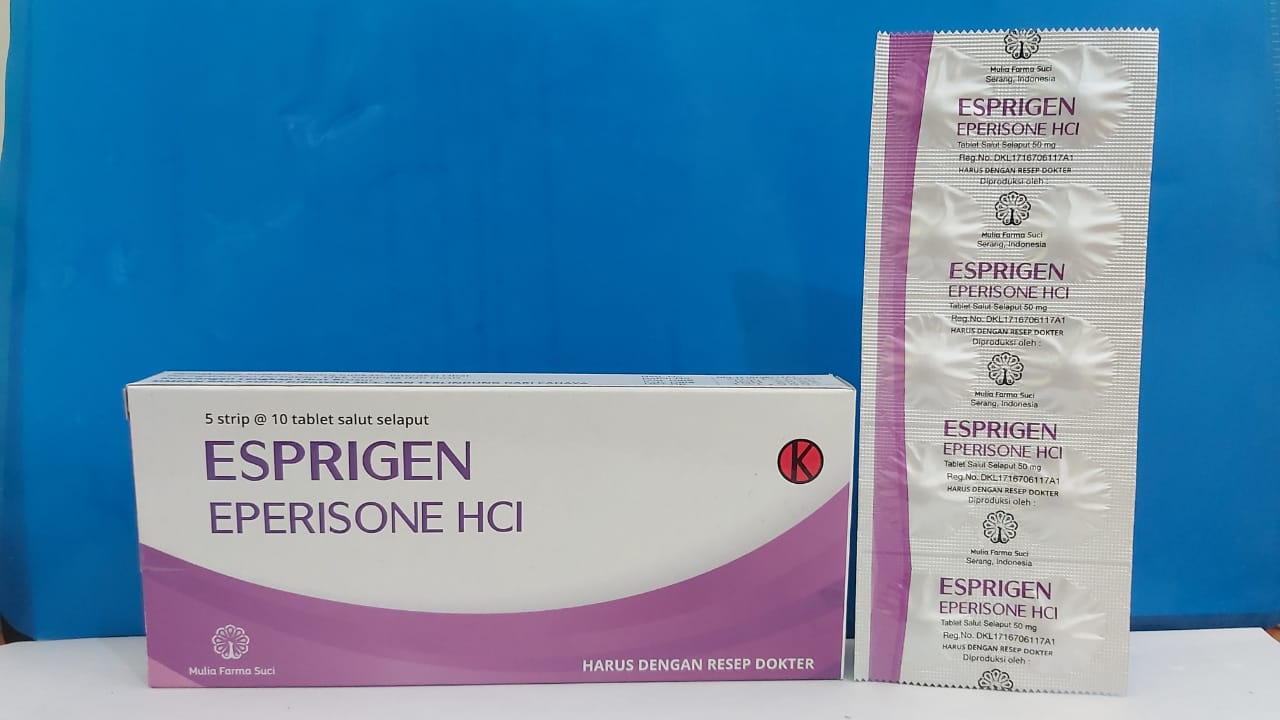 5 strip @ 10 tablet salut selaput
ESPRIGEN
EPERISONE HCl
K
Mulia Farma Suci
HARUS DENGAN RESEP DOKTER
Mulia Farma Suci
Serang, Indonesia
ESPRIGEN
EPERISONE HCl
Tablet Salut Selaput 50 mg
Reg.No. DKL1716706117A1
HARUS DENGAN RESEP DOKTER
Diproduksi oleh :
Mulia Farma Suci
Serang, Indonesia
ESPRIGEN
EPERISONE HCl
Tablet Salut Selaput 50 mg
Reg.No. DKL1716706117A1
HARUS DENGAN RESEP DOKTER
Diproduksi oleh :
Mulia Farma Suci
Serang, Indonesia
ESPRIGEN
EPERISONE HCl
Tablet Salut Selaput 50 mg
Reg.No. DKL1716706117A1
HARUS DENGAN RESEP DOKTER
Diproduksi oleh :
Mulia Farma Suci
Serang, Indonesia
ESPRIGEN
EPERISONE HCl
Tablet Salut Selaput 50 mg
Reg.No. DKL1716706117A1
HARUS DENGAN RESEP DOKTER
Diproduksi oleh :